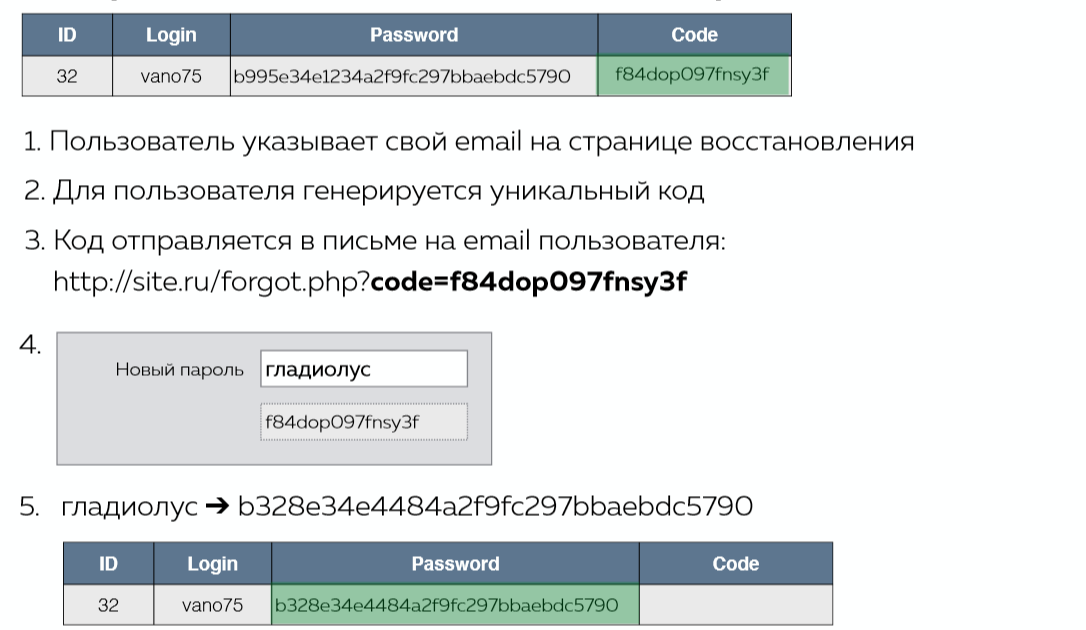 ID Login Password Code
32 vano75 b995e34e1234a2f9fc297bbaebdc5790 f84dop097fnsy3f
1. Пользователь указывает свой email на странице восстановления
2. Для пользователя генерируется уникальный код
3. Код отправляется в письме на email пользователя:
http://site.ru/forgot.php?code=f84dop097fnsy3f
4.
Новый пароль гладиолус
f84dop097fnsy3f
5. гладиолус ➔ b328e34e4484a2f9fc297bbaebdc5790
ID Login Password Code
32 vano75 b328e34e4484a2f9fc297bbaebdc5790